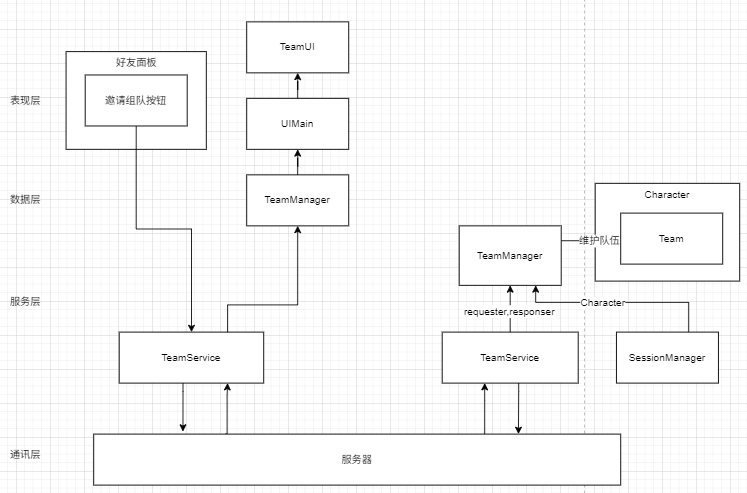 TeamUI
好友面板
邀请组队按钮
表现层
UIMain
数据层
TeamManager
Character
Team
维护队伍
TeamManager
服务层
Character
requester,responser
TeamService
TeamService
SessionManager
通讯层
服务器